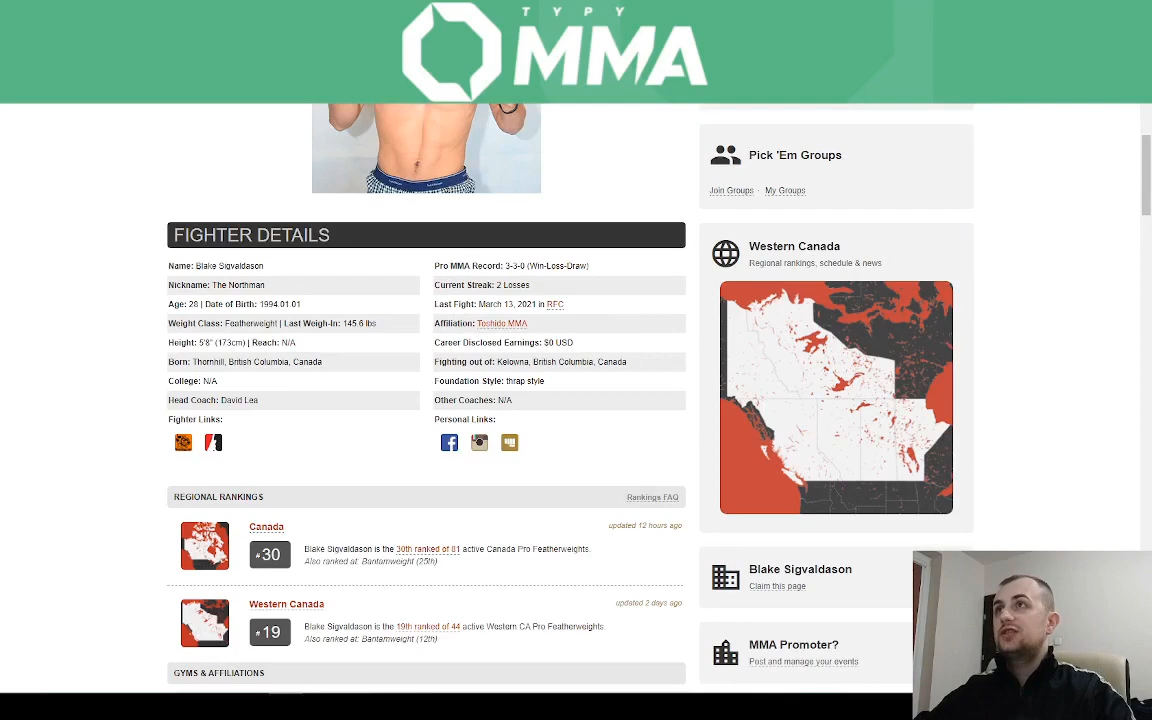 TYPY
MMA
Pick 'Em Groups
Join Groups · My Groups
FIGHTER DETAILS
Name: Blake Sigvaldason
Pro MMA Record: 3-3-0 (Win-Loss-Draw)
Nickname: The Northman
Current Streak: 2 Losses
Age: 28 | Date of Birth: 1994.01.01
Last Fight: March 13, 2021 in RFC
Weight Class: Featherweight | Last Weigh-In: 145.6 lbs
Affiliation: Toshido MMA
Height: 5'8" (173cm) | Reach: N/A
Career Disclosed Earnings: $0 USD
Born: Thornhill, British Columbia, Canada
Fighting out of: Kelowna, British Columbia, Canada
College: N/A
Foundation Style: thrap style
Head Coach: David Lea
Other Coaches: N/A
Fighter Links:
Personal Links:
Western Canada
Regional rankings, schedule & news
REGIONAL RANKINGS
Rankings FAQ
Canada
updated 12 hours ago
#30
Blake Sigvaldason is the 30th ranked of 81 active Canada Pro Featherweights.
Also ranked at: Bantamweight (25th)
Western Canada
updated 2 days ago
#19
Blake Sigvaldason is the 19th ranked of 44 active Western CA Pro Featherweights.
Also ranked at: Bantamweight (12th)
GYMS & AFFILIATIONS
Blake Sigvaldason
Claim this page
MMA Promoter?
Post and manage your events